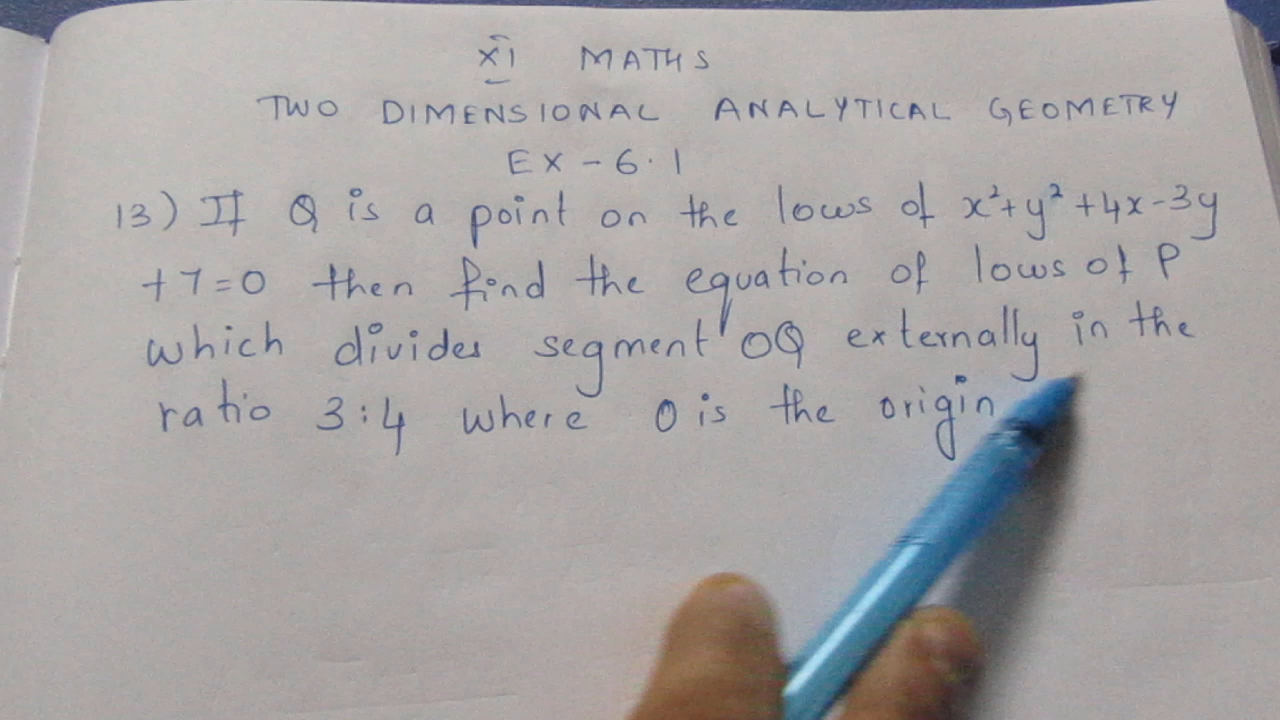 XI MATHS
TWO DIMENSIONAL ANALYTICAL GEOMETRY
EX - 6.1
13) If Q is a point on the locus of x²+y²+4x-3y
+7=0 then find the equation of locus of P
which divides segment OQ externally in the
ratio 3:4 where O is the origin